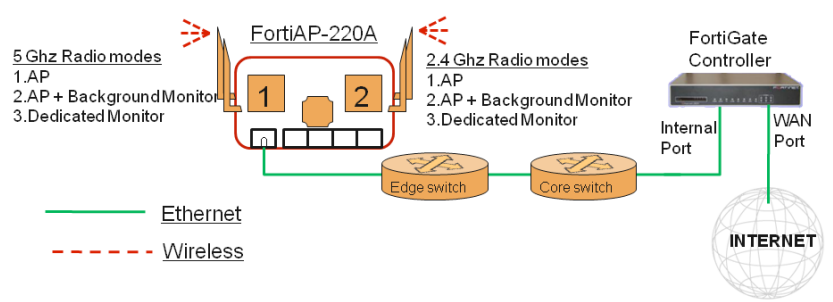 FortiAP-220A
5 Ghz Radio modes
1.AP
2.AP + Background Monitor
3.Dedicated Monitor
1
2
2.4 Ghz Radio modes
1.AP
2.AP + Background Monitor
3.Dedicated Monitor
FortiGate
Controller
Internal
Port
WAN
Port
Edge switch
Core switch
Ethernet
Wireless
INTERNET